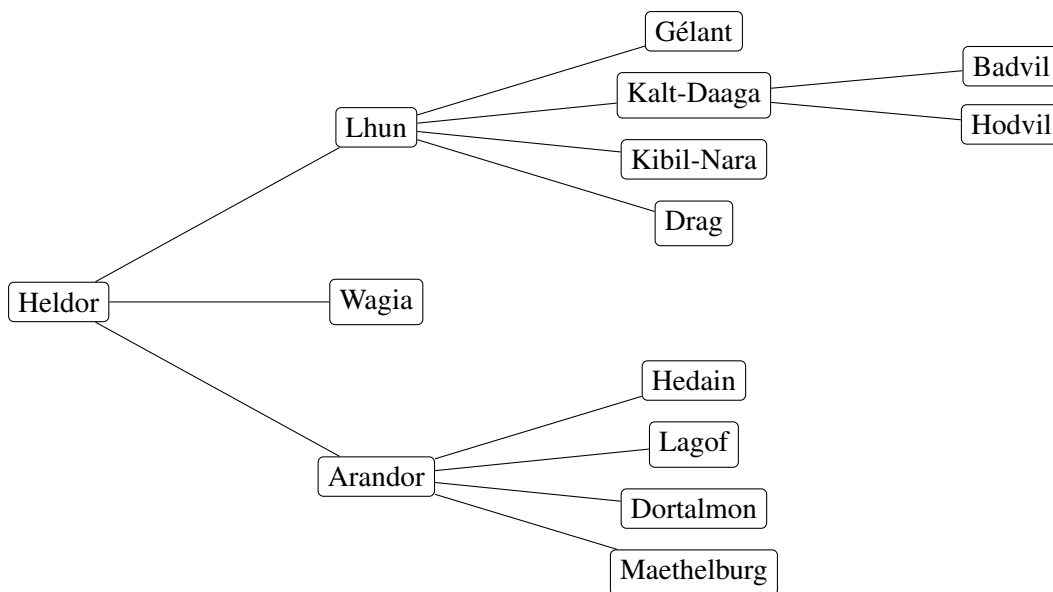 Gélant
Badvil
Kalt-Daaga
Lhun
Hodvil
Kibil-Nara
Drag
Heldor
Wagia
Hedain
Lagof
Arandor
Dortalmon
Maethelburg